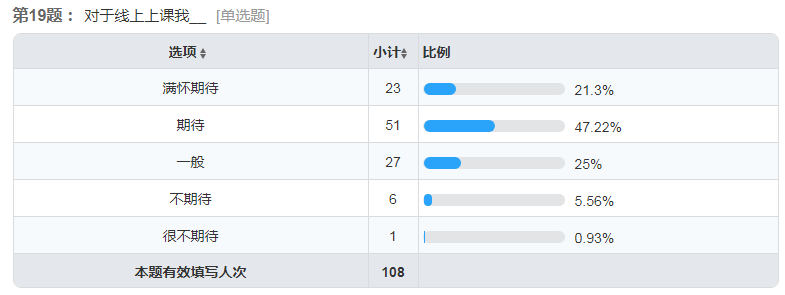 第19题： 对于线上上课我__ [单选题]
选项 小计 比例
满怀期待 23 21.3%
期待 51 47.22%
一般 27 25%
不期待 6 5.56%
很不期待 1 0.93%
本题有效填写人次 108